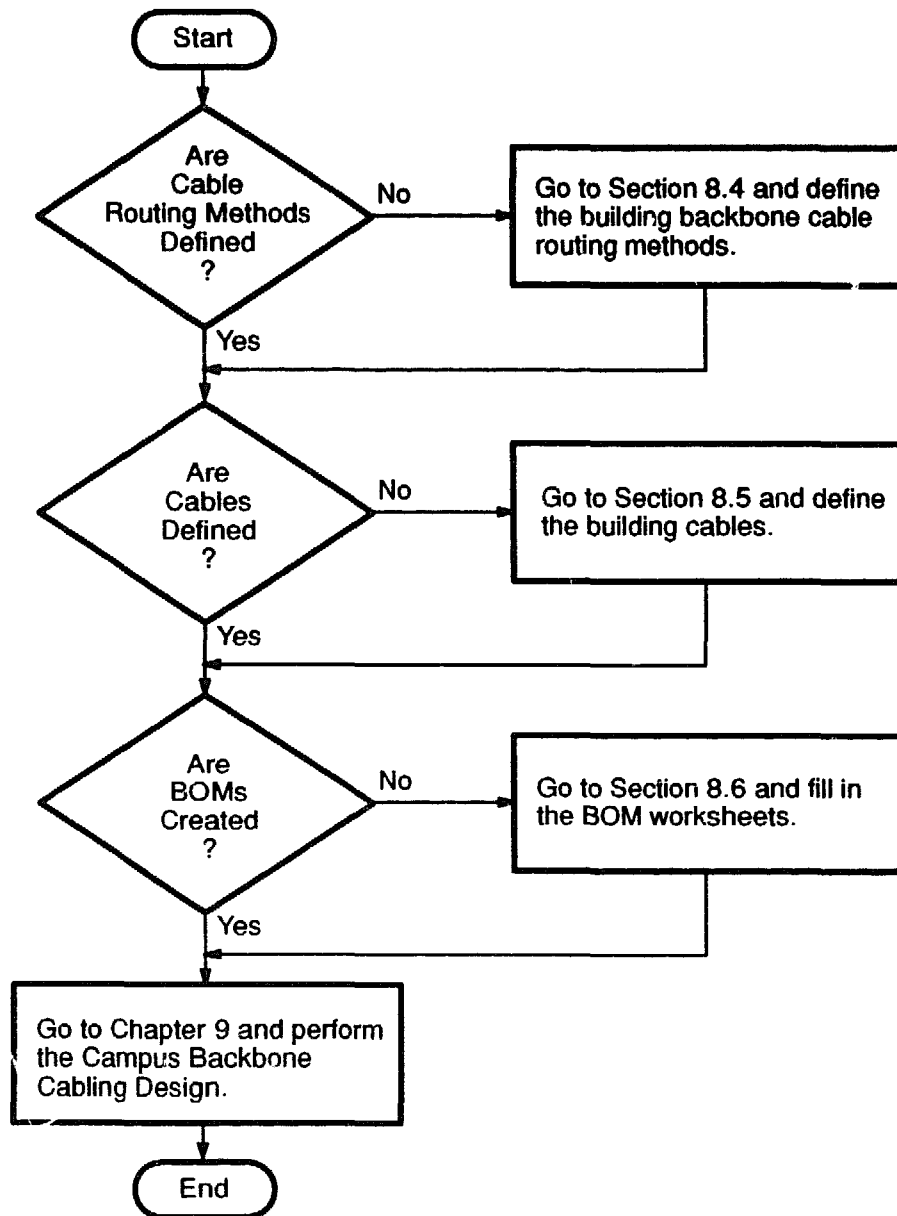 Start
Are
Cable
Routing Methods
Defined
?
No
Go to Section 8.4 and define
the building backbone cable
routing methods.
Yes
Are
Cables
Defined
?
No
Go to Section 8.5 and define
the building cables.
Yes
Are
BOMs
Created
?
No
Go to Section 8.6 and fill in
the BOM worksheets.
Yes
Go to Chapter 9 and perform
the Campus Backbone
Cabling Design.
End